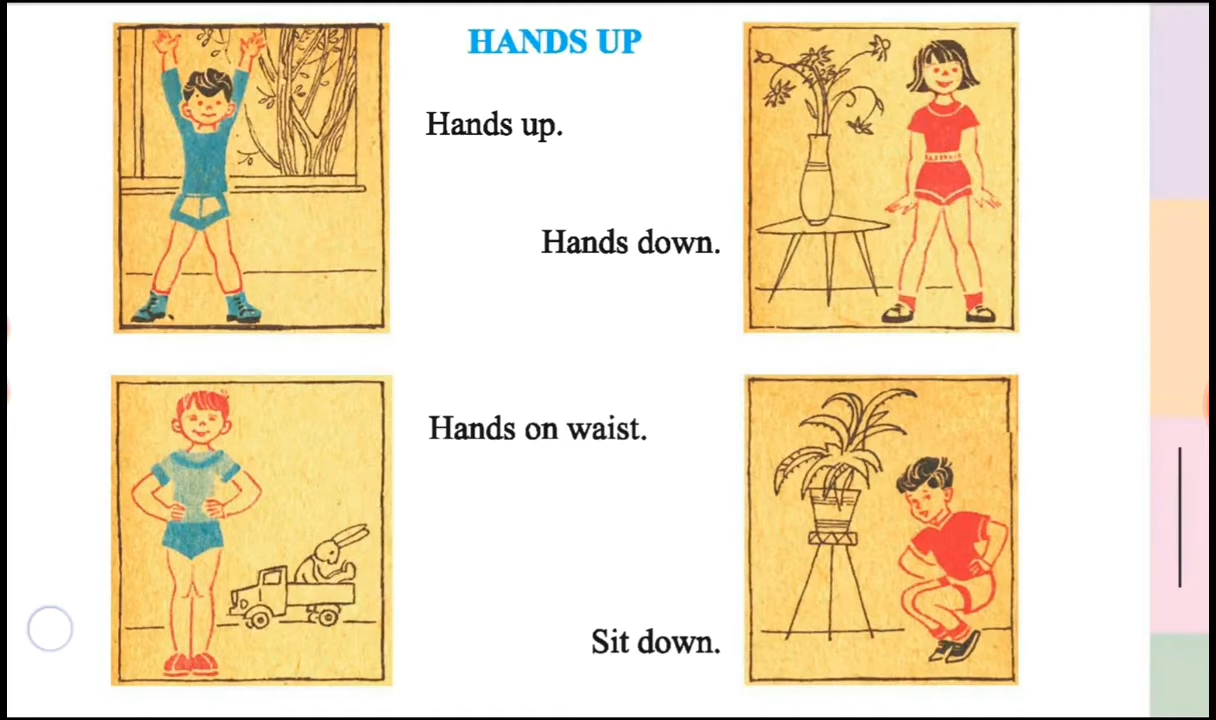 HANDS UP
Hands up.
Hands down.
Hands on waist.
Sit down.